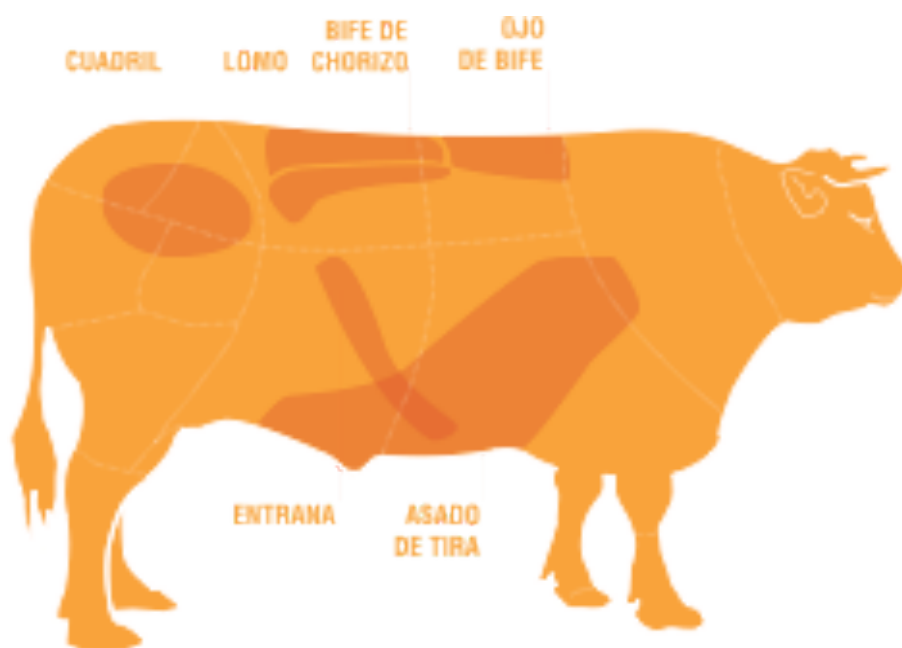 CUADRIL
LOMO
BIFE DE
CHORIZO
OJO
DE BIFE
ENTRANA
ASADO
DE TIRA